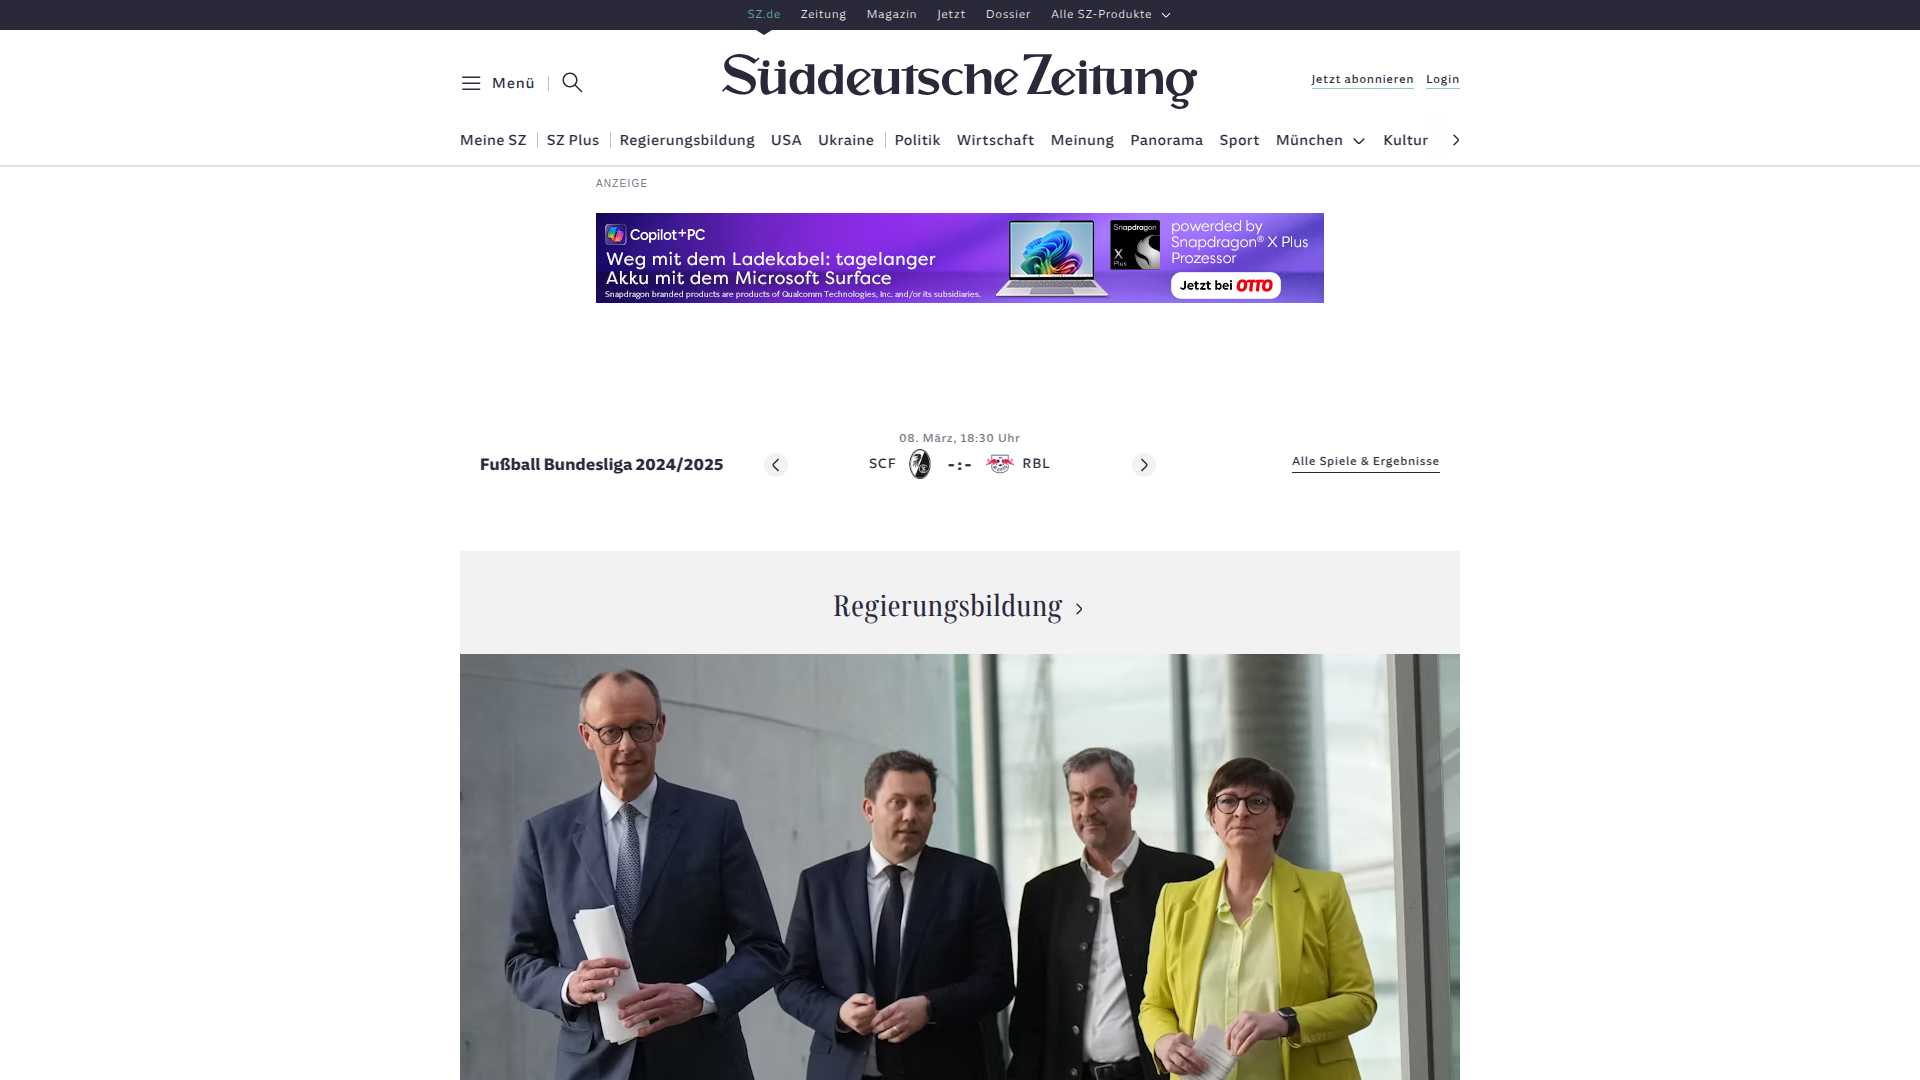 SZ.de Zeitung Magazin Jetzt Dossier Alle SZ-Produkte
Menü
Süddeutsche Zeitung
Jetzt abonnieren Login
Meine SZ SZ Plus Regierungsbildung USA Ukraine Politik Wirtschaft Meinung Panorama Sport München Kultur
ANZEIGE
Copilot+PC
Weg mit dem Ladekabel: tagelanger
Akku mit dem Microsoft Surface
Snapdragon branded products are products of Qualcomm Technologies, Inc. and/or its subsidiaries.
Snapdragon
X
Plus
powerded by
Snapdragon® X Plus
Prozessor
Jetzt bei OTTO
08. März, 18:30 Uhr
Fußball Bundesliga 2024/2025
SCF -:- RBL
Alle Spiele & Ergebnisse
Regierungsbildung